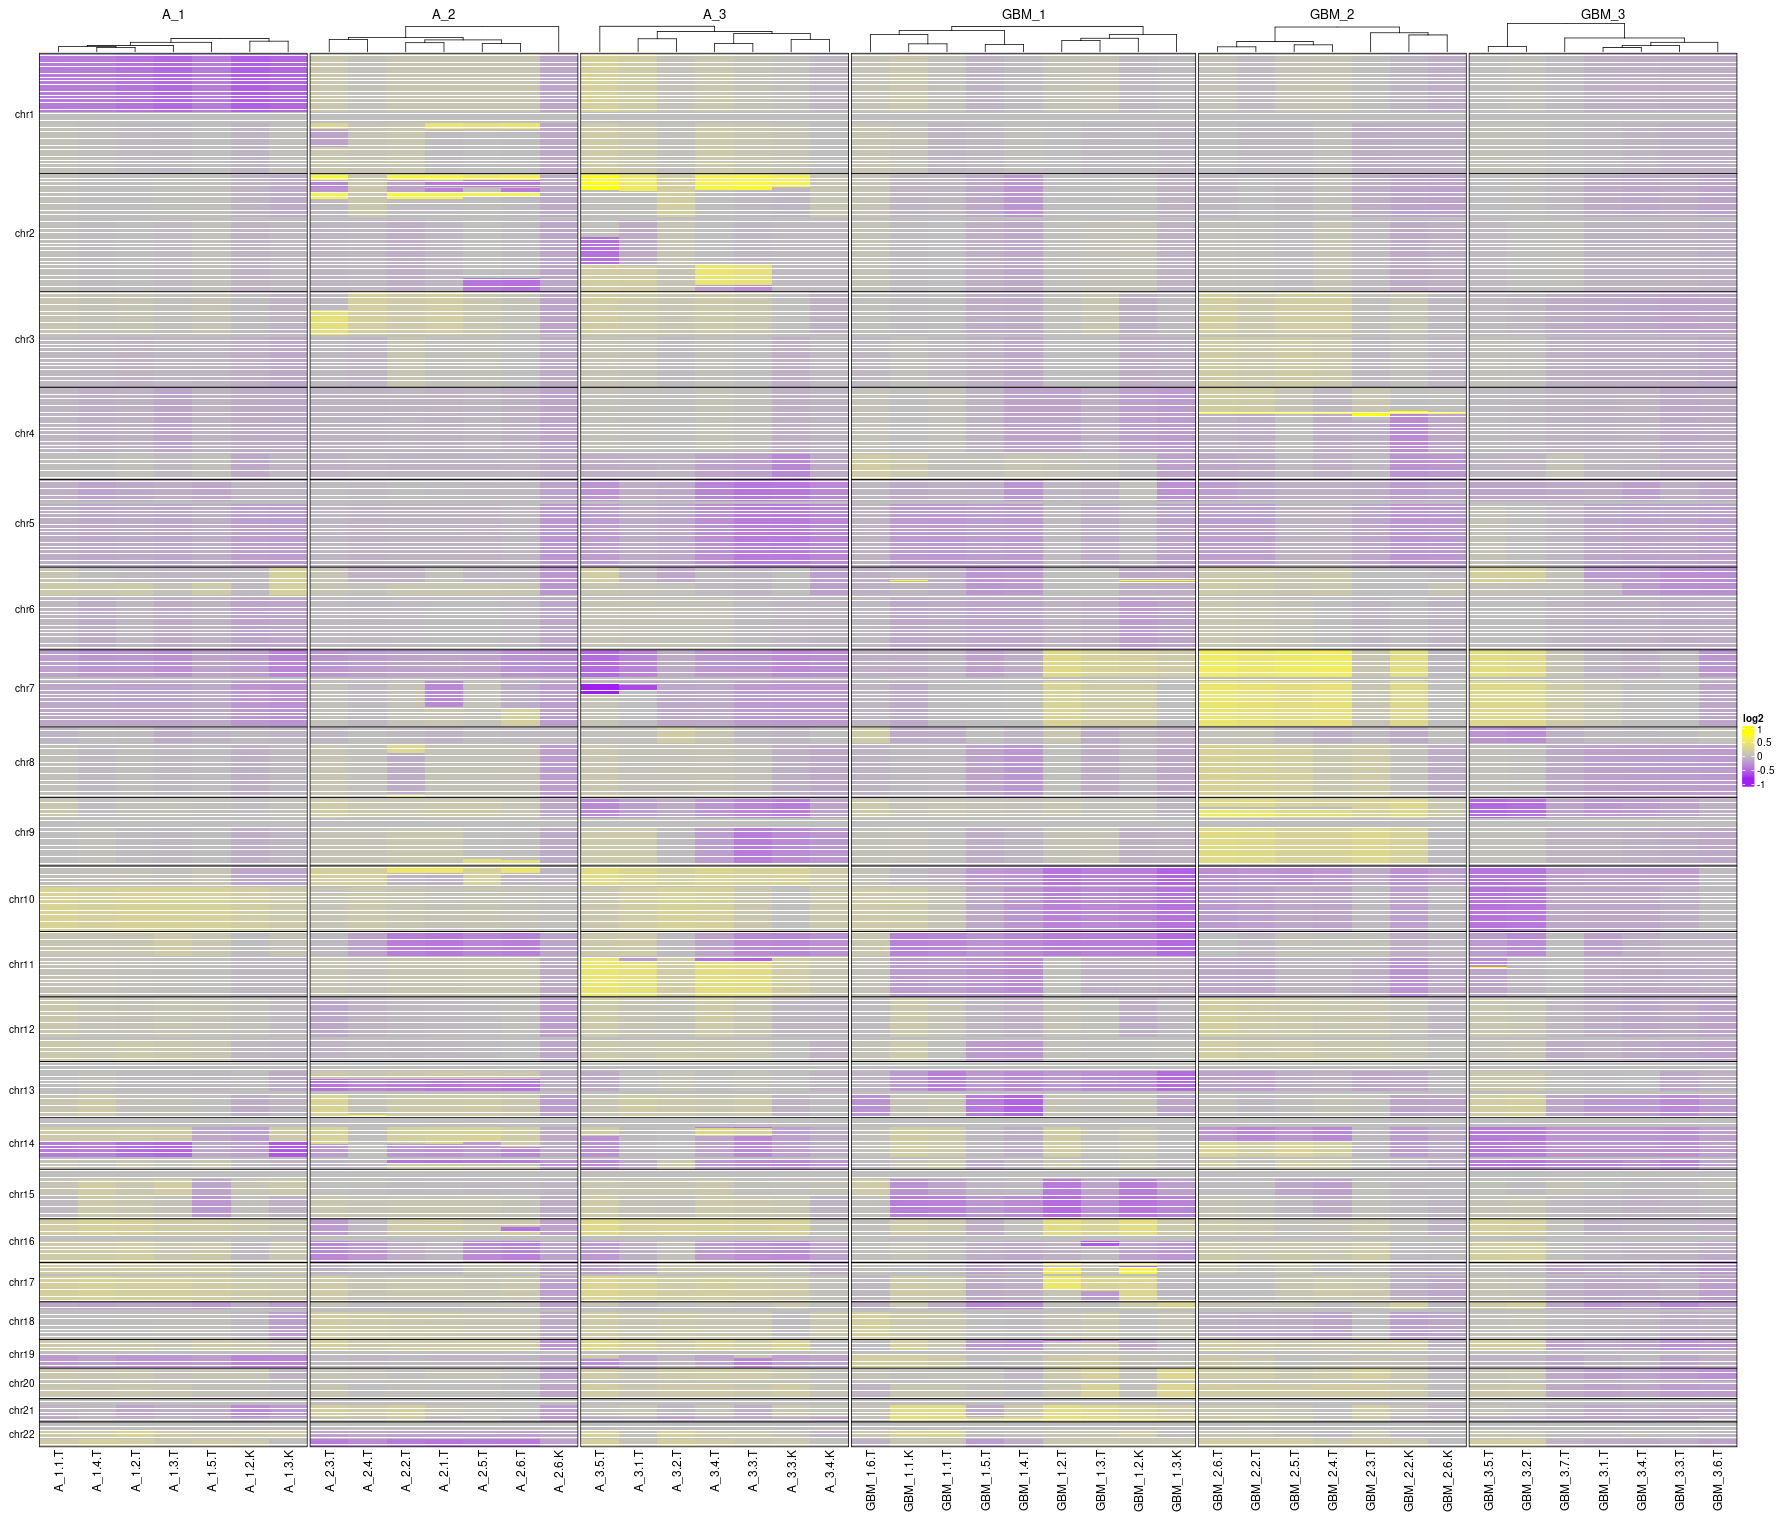 A_1 A_2 A_3 GBM_1 GBM_2 GBM_3
chr1
chr2
chr3
chr4
chr5
chr6
chr7
log2
1
0.5
0
-0.5
-1
chr8
chr9
chr10
chr11
chr12
chr13
chr14
chr15
chr16
chr17
chr18
chr19
chr20
chr21
chr22
A_1.1.T
A_1.4.T
A_1.2.T
A_1.3.T
A_1.5.T
A_1.2.K
A_1.3.K
A_2.3.T
A_2.4.T
A_2.2.T
A_2.1.T
A_2.5.T
A_2.6.T
A_2.6.K
A_3.5.T
A_3.1.T
A_3.2.T
A_3.4.T
A_3.3.T
A_3.3.K
A_3.4.K
GBM_1.6.T
GBM_1.1.K
GBM_1.1.T
GBM_1.5.T
GBM_1.4.T
GBM_1.2.T
GBM_1.3.T
GBM_1.2.K
GBM_1.3.K
GBM_2.6.T
GBM_2.2.T
GBM_2.5.T
GBM_2.4.T
GBM_2.3.T
GBM_2.2.K
GBM_2.6.K
GBM_3.5.T
GBM_3.2.T
GBM_3.7.T
GBM_3.1.T
GBM_3.4.T
GBM_3.3.T
GBM_3.6.T